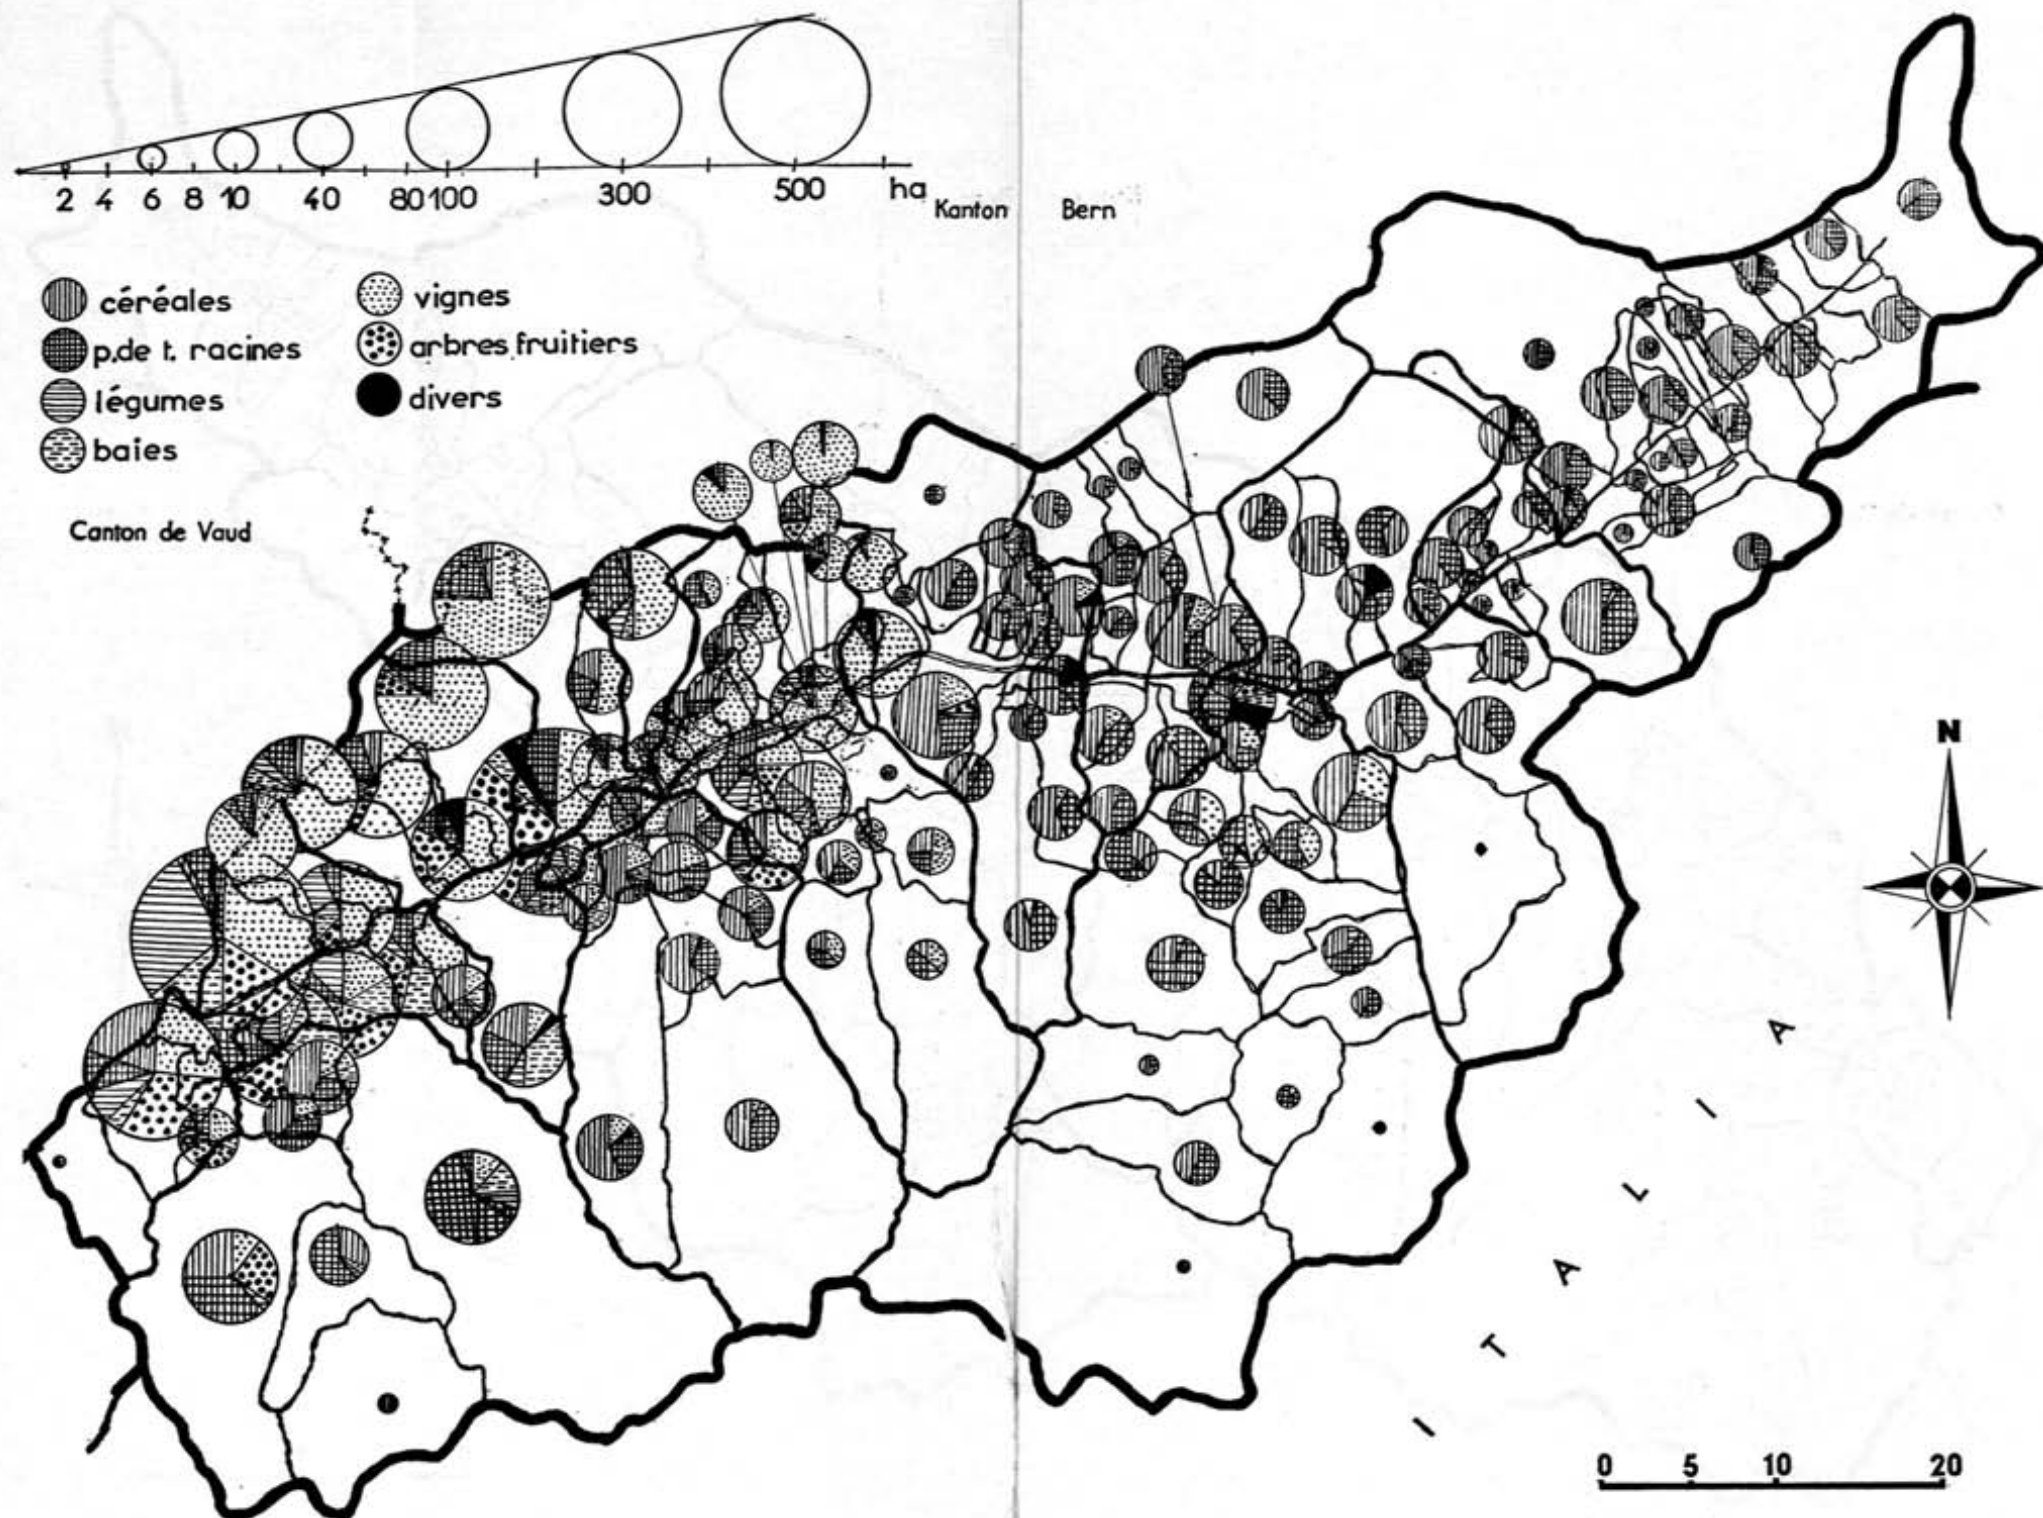 2 4 6 8 10 40 80 100 300 500 ha
Kanton Bern
céréales
p.de t. racines
légumes
baies
vignes
arbres fruitiers
divers
Canton de Vaud
N
ITALIA
0 5 10 20